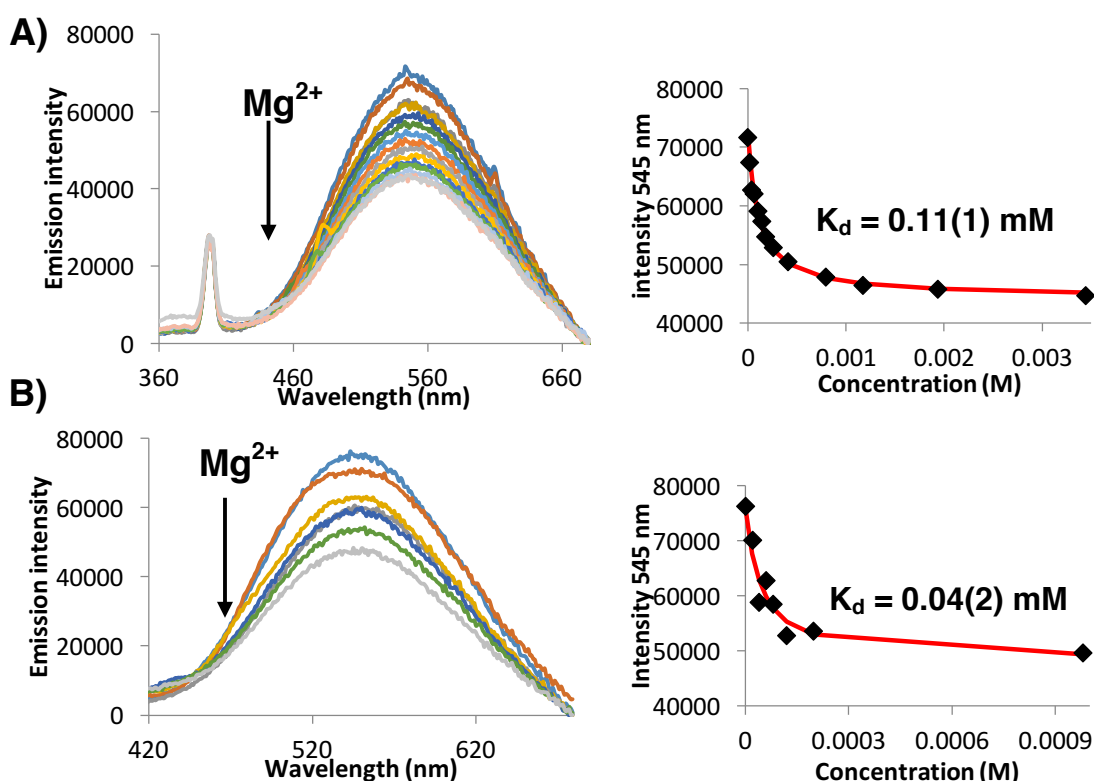 A)
Emission intensity
80000
60000
40000
20000
0
Mg²⁺
360
460
560
660
Wavelength (nm)
intensity 545 nm
80000
70000
60000
50000
40000
K_d = 0.11(1) mM
0
0.001
0.002
0.003
Concentration (M)
B)
Emission intensity
80000
60000
40000
20000
0
Mg²⁺
420
520
620
Wavelength (nm)
Intensity 545 nm
80000
70000
60000
50000
40000
K_d = 0.04(2) mM
0
0.0003
0.0006
0.0009
Concentration (M)